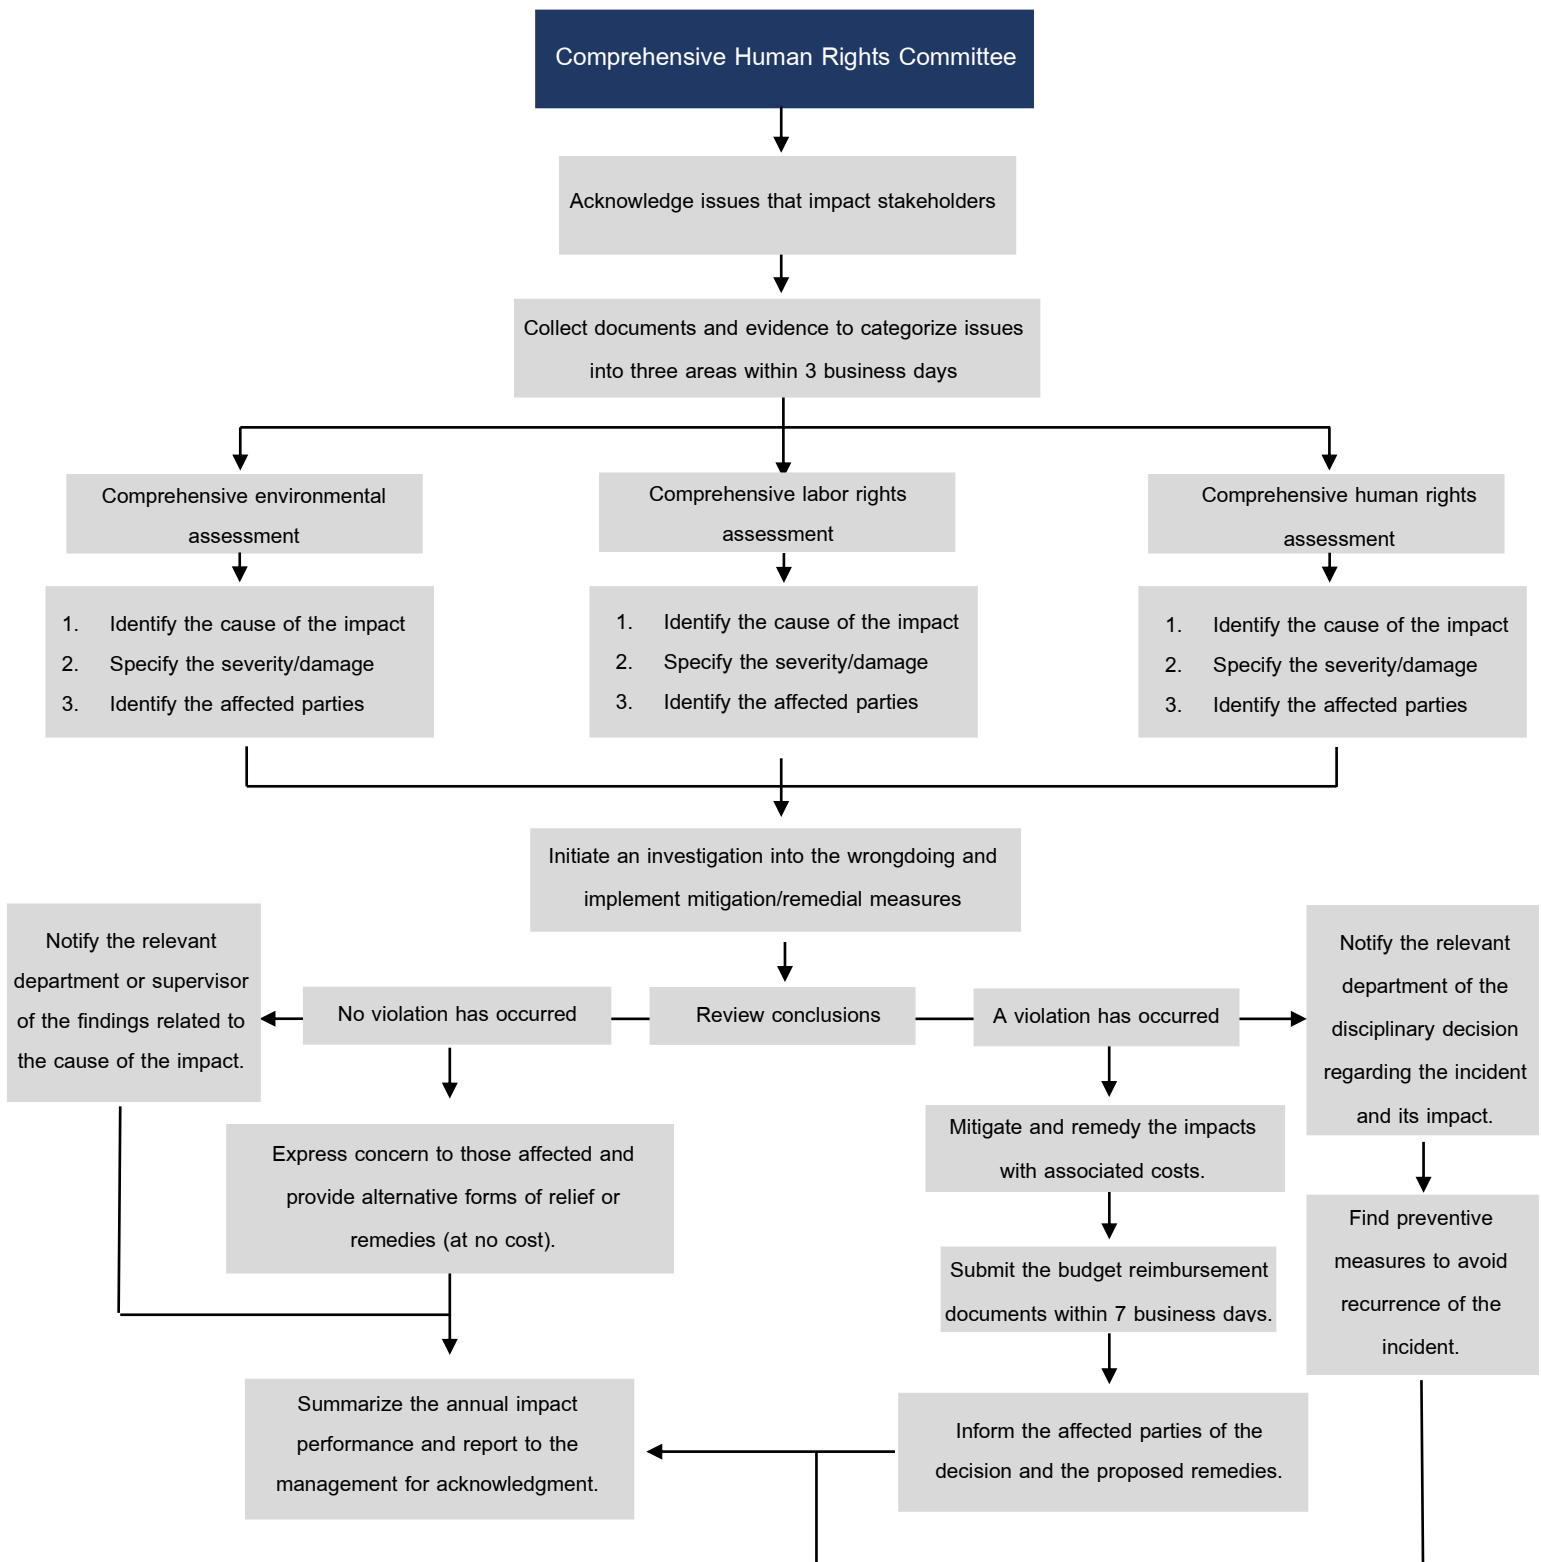 Comprehensive Human Rights Committee
Acknowledge issues that impact stakeholders
Collect documents and evidence to categorize issues
into three areas within 3 business days
Comprehensive environmental
assessment
Comprehensive labor rights
assessment
Comprehensive human rights
assessment
1. Identify the cause of the impact
2. Specify the severity/damage
3. Identify the affected parties
1. Identify the cause of the impact
2. Specify the severity/damage
3. Identify the affected parties
1. Identify the cause of the impact
2. Specify the severity/damage
3. Identify the affected parties
Initiate an investigation into the wrongdoing and
implement mitigation/remedial measures
Notify the relevant
department or supervisor
of the findings related to
the cause of the impact.
No violation has occurred
Review conclusions
A violation has occurred
Notify the relevant
department of the
disciplinary decision
regarding the incident
and its impact.
Express concern to those affected and
provide alternative forms of relief or
remedies (at no cost).
Mitigate and remedy the impacts
with associated costs.
Submit the budget reimbursement
documents within 7 business days.
Find preventive
measures to avoid
recurrence of the
incident.
Summarize the annual impact
performance and report to the
management for acknowledgment.
Inform the affected parties of the
decision and the proposed remedies.